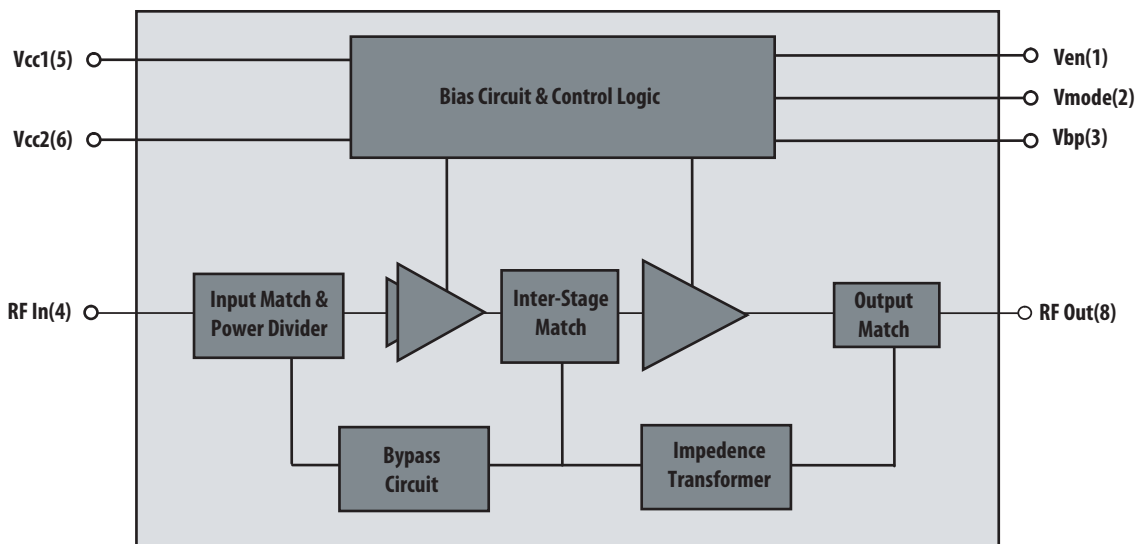 Vcc1(5)
Ven(1)
Bias Circuit & Control Logic
Vmode(2)
Vcc2(6)
Vbp(3)
RF In(4)
Input Match &
Power Divider
Inter-Stage
Match
Output
Match
RF Out(8)
Bypass
Circuit
Impedence
Transformer